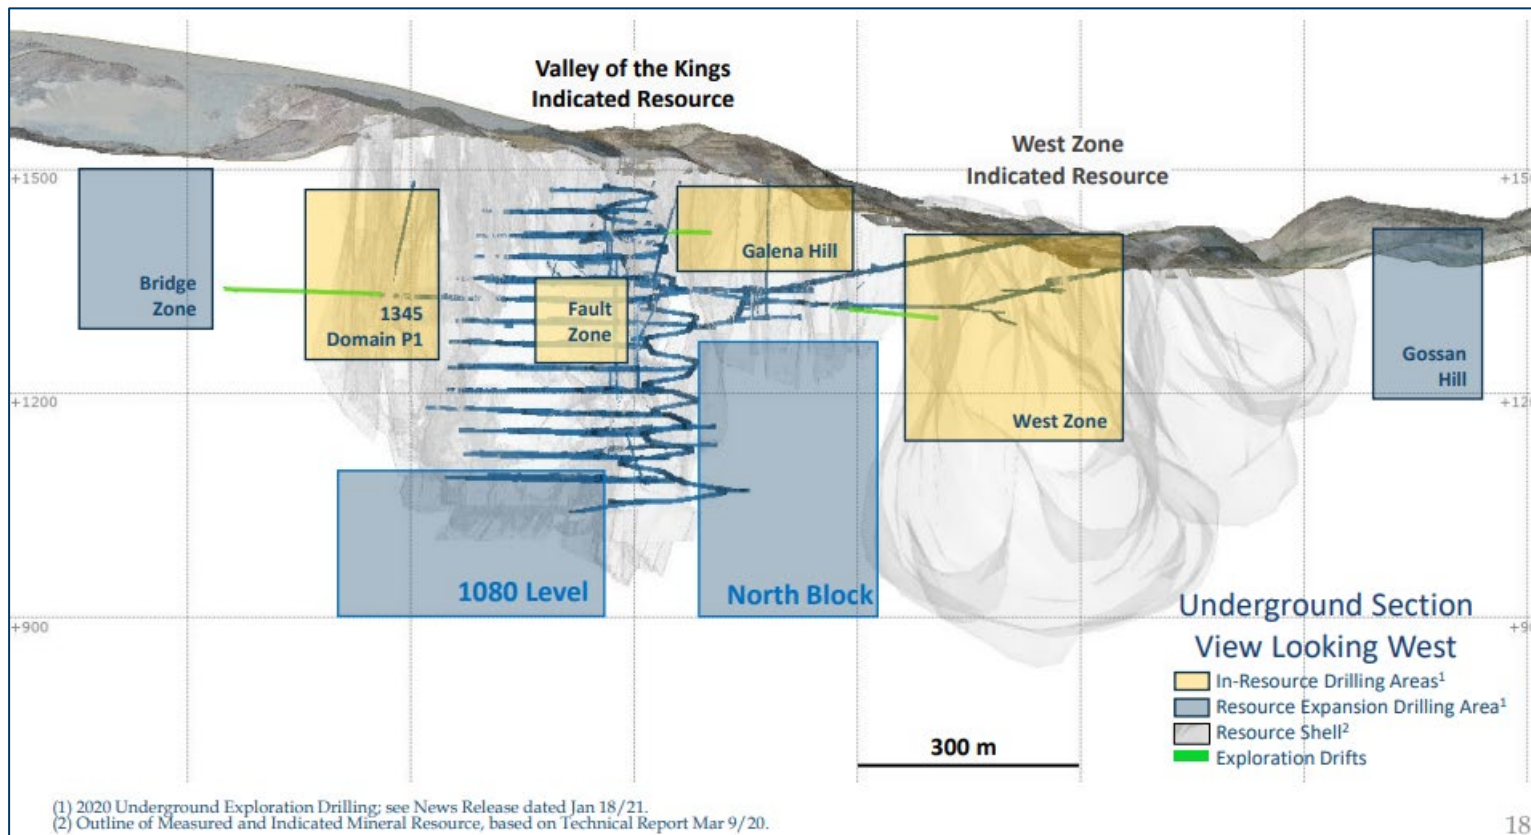 Valley of the Kings
Indicated Resource
West Zone
Indicated Resource
+1500
+150
Bridge
Zone
1345
Domain P1
Fault
Zone
Galena Hill
West Zone
Gossan
Hill
+1200
+120
1080 Level
North Block
+900
+90
Underground Section
View Looking West
In-Resource Drilling Areas¹
Resource Expansion Drilling Area¹
Resource Shell²
Exploration Drifts
300 m
(1) 2020 Underground Exploration Drilling; see News Release dated Jan 18/21.
(2) Outline of Measured and Indicated Mineral Resource, based on Technical Report Mar 9/20.
18